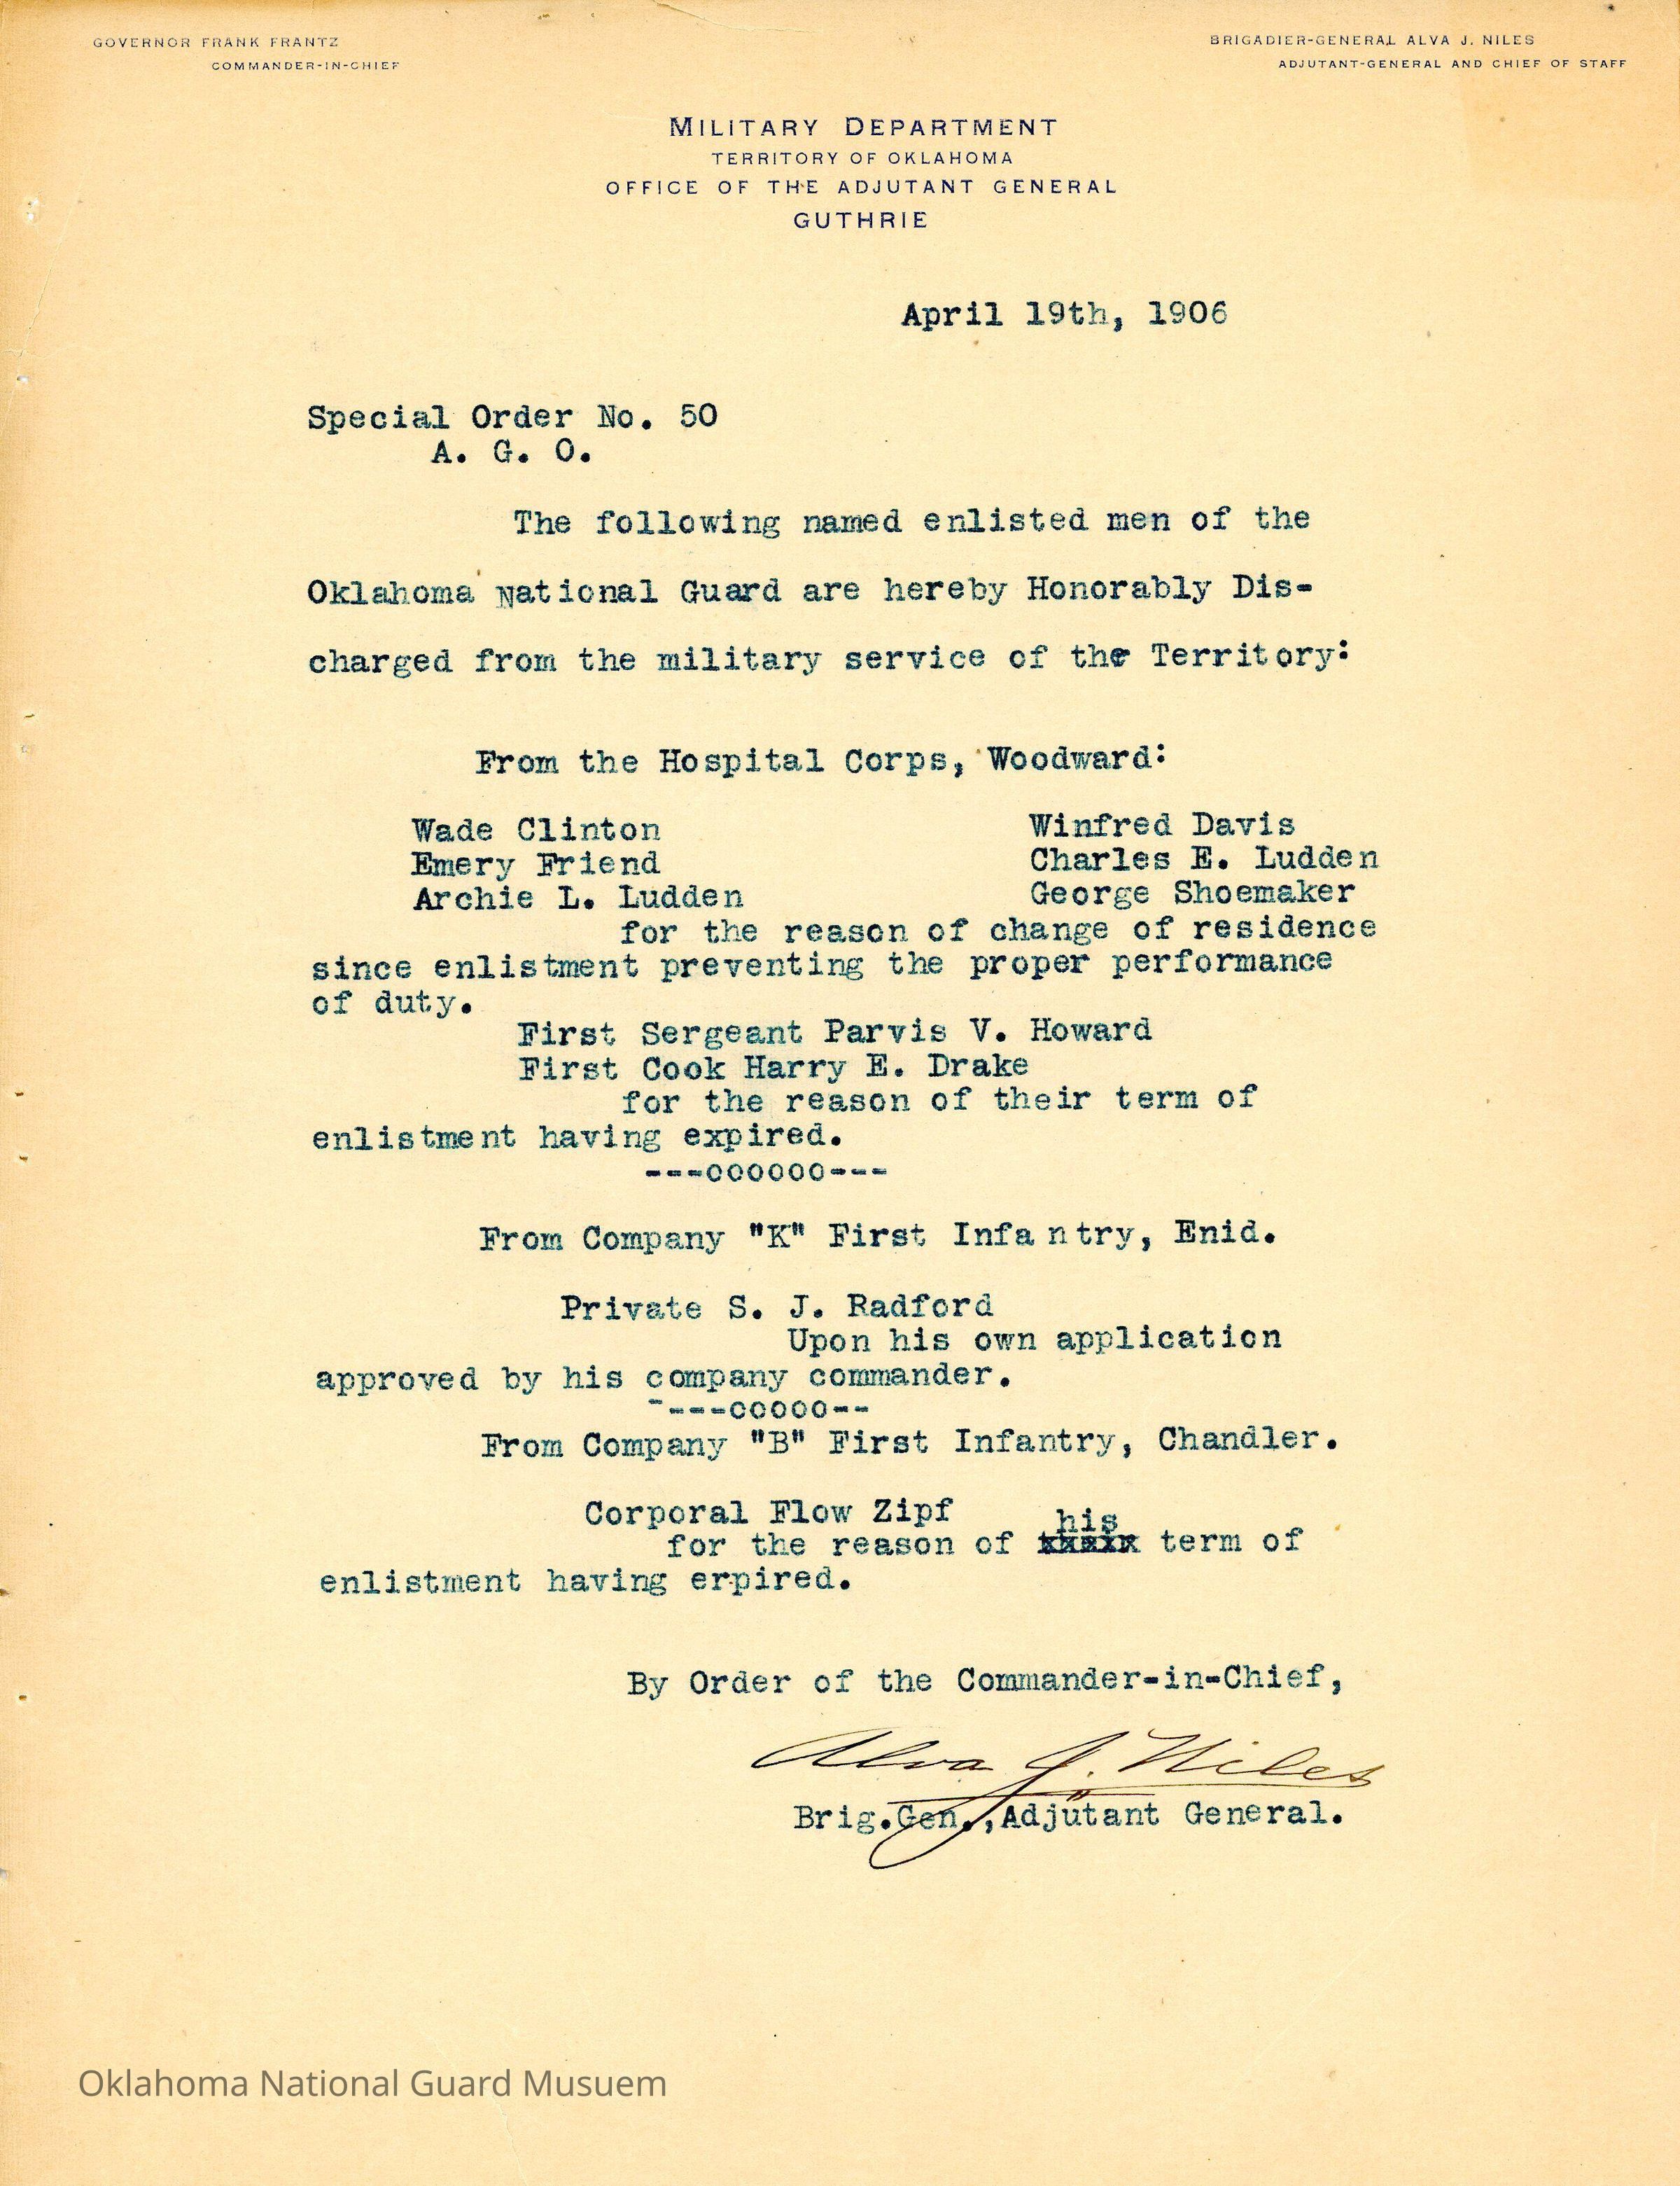 GOVERNOR FRANK FRANTZ
COMMANDER-IN-CHIEF
BRIGADIER-GENERAL ALVA J. NILES
ADJUTANT-GENERAL AND CHIEF OF STAFF
MILITARY DEPARTMENT
TERRITORY OF OKLAHOMA
OFFICE OF THE ADJUTANT GENERAL
GUTHRIE
April 19th, 1906
Special Order No. 50
A. G. O.
The following named enlisted men of the
Oklahoma National Guard are hereby Honorably Dis-
charged from the military service of the Territory:
From the Hospital Corps, Woodward:
Wade Clinton Winfred Davis
Emery Friend Charles E. Ludden
Archie L. Ludden George Shoemaker
for the reason of change of residence
since enlistment preventing the proper performance
of duty.
First Sergeant Parvis V. Howard
First Cook Harry E. Drake
for the reason of their term of
enlistment having expired.
---oooooo---
From Company "K" First Infantry, Enid.
Private S. J. Radford
Upon his own application
approved by his company commander.
----ooooo--
From Company "B" First Infantry, Chandler.
Corporal Flow Zipf
his
for the reason of xxxxx term of
enlistment having erpired.
By Order of the Commander-in-Chief,
Alva J. Niles
Brig.Gen.,Adjutant General.
Oklahoma National Guard Musuem